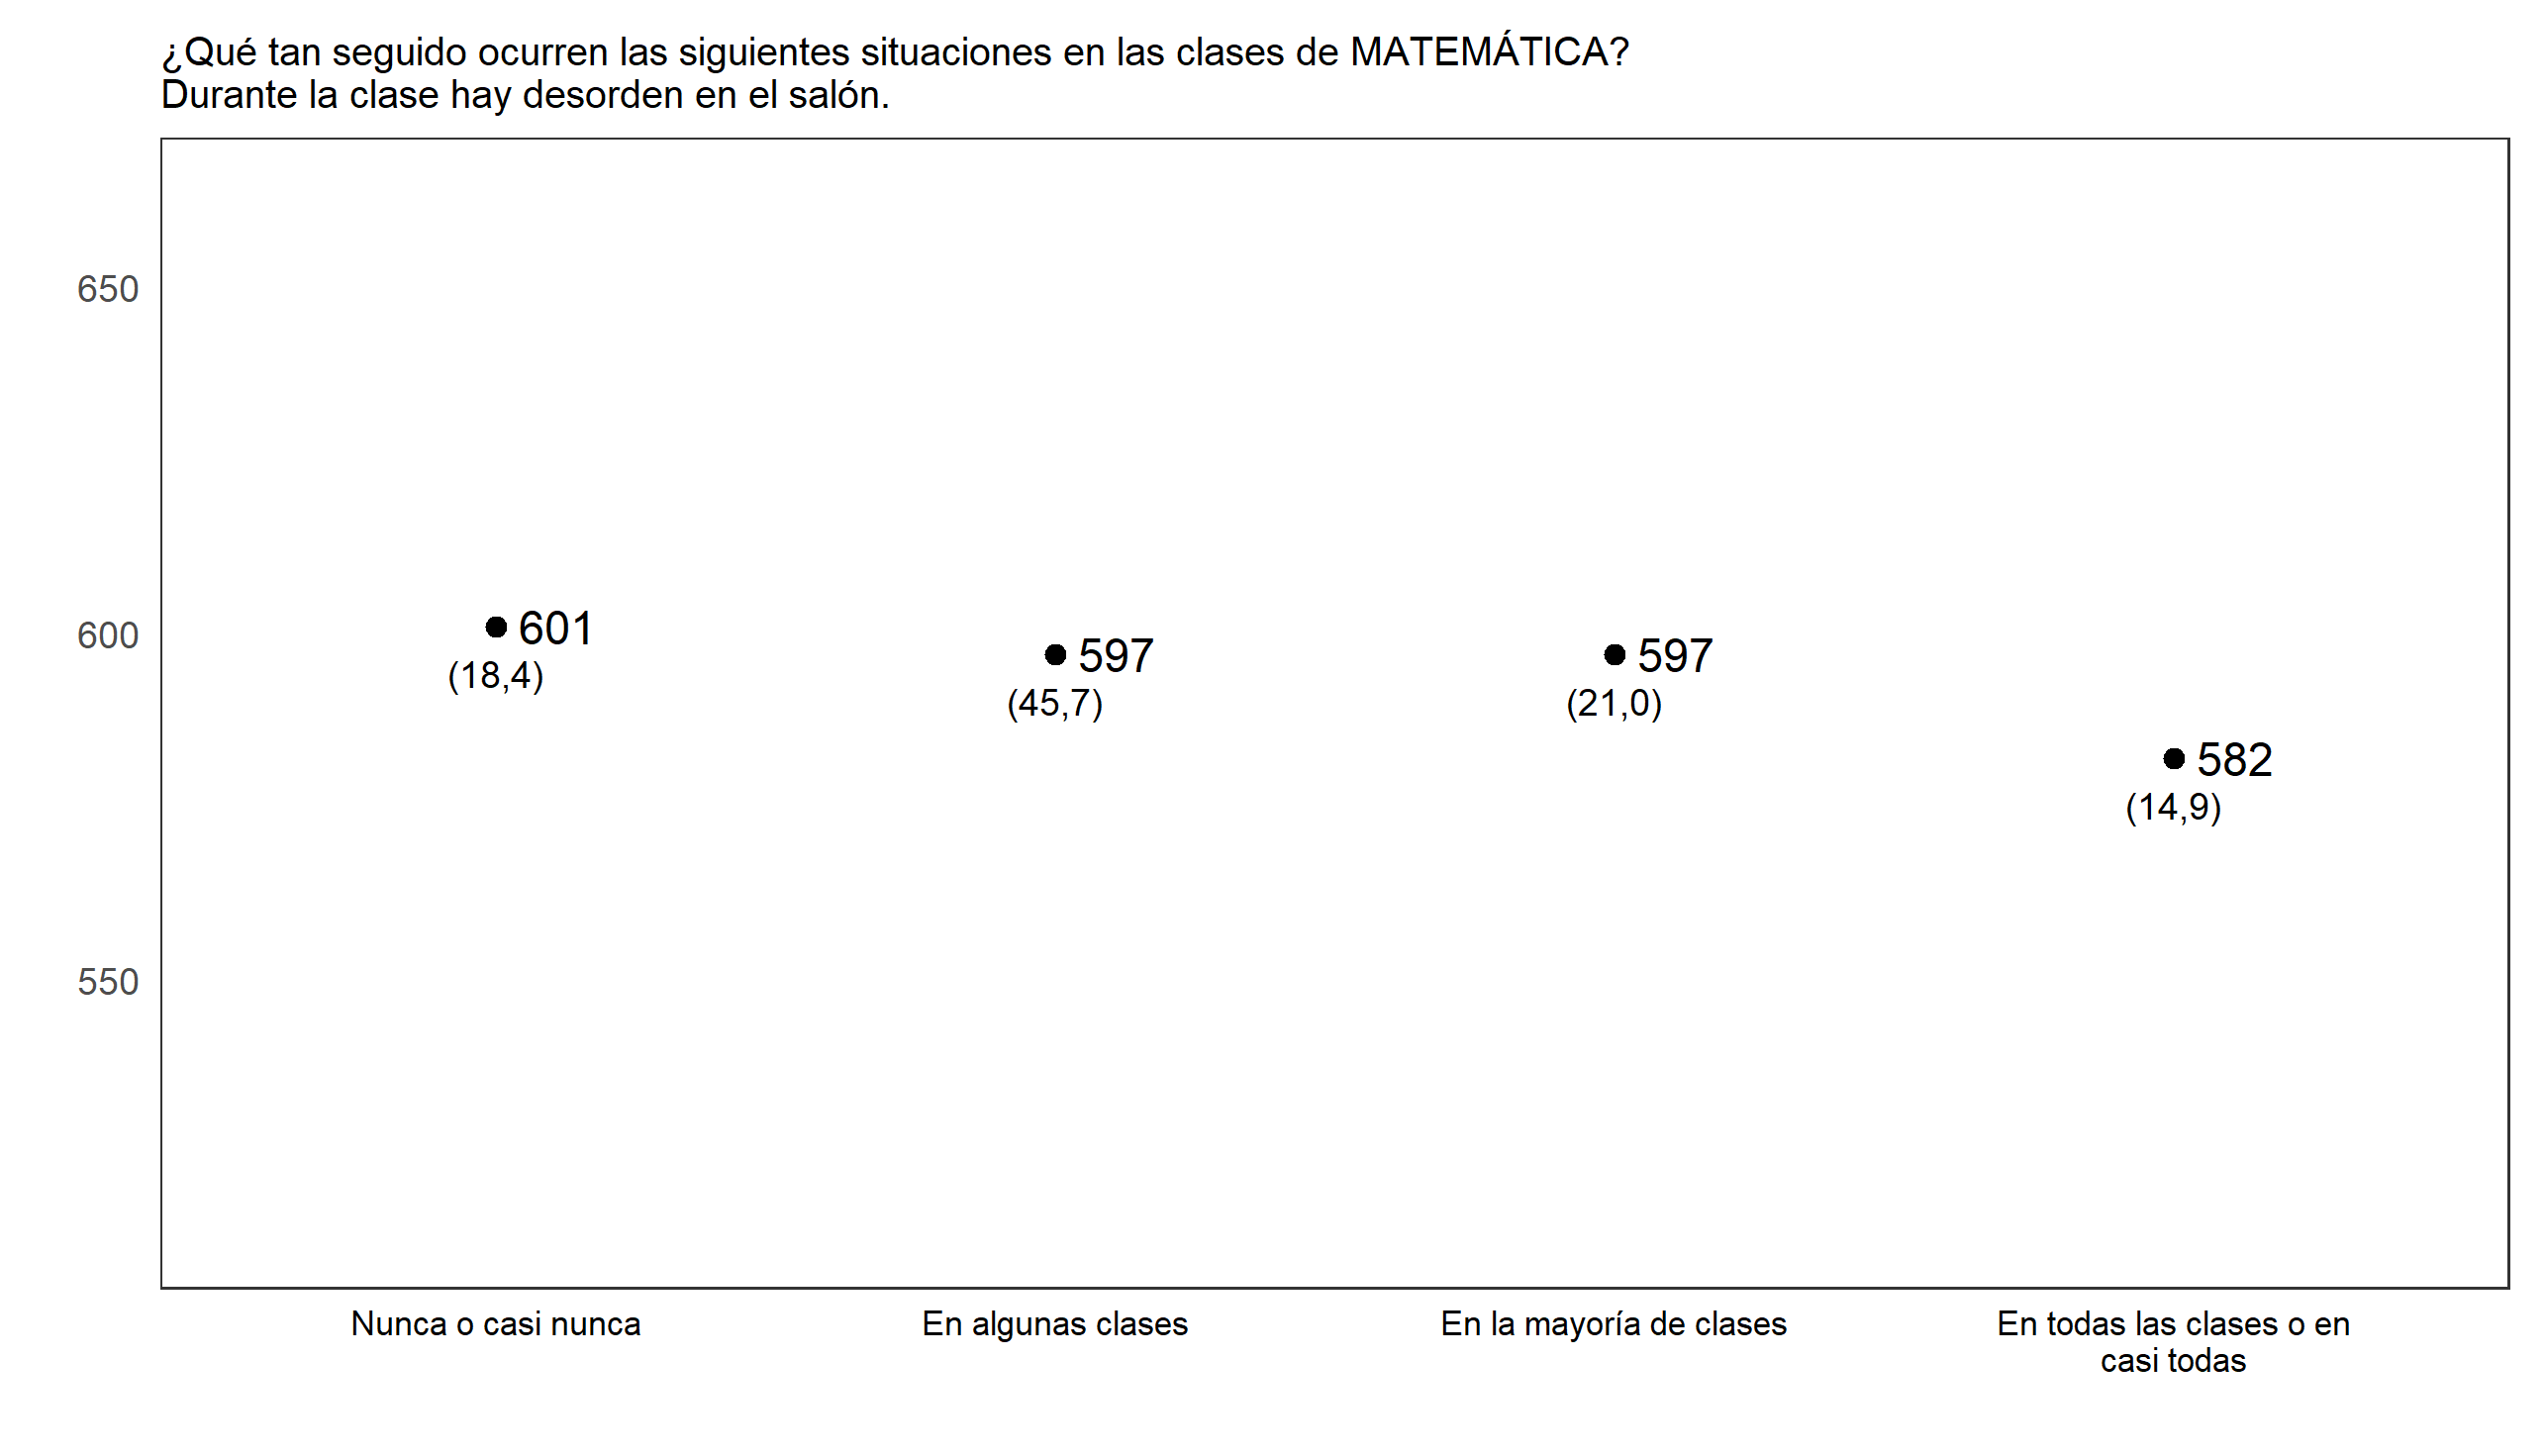 ¿Qué tan seguido ocurren las siguientes situaciones en las clases de MATEMÁTICA?
Durante la clase hay desorden en el salón.
650
600
550
601
(18,4)
597
(45,7)
597
(21,0)
582
(14,9)
Nunca o casi nunca
En algunas clases
En la mayoría de clases
En todas las clases o en
casi todas